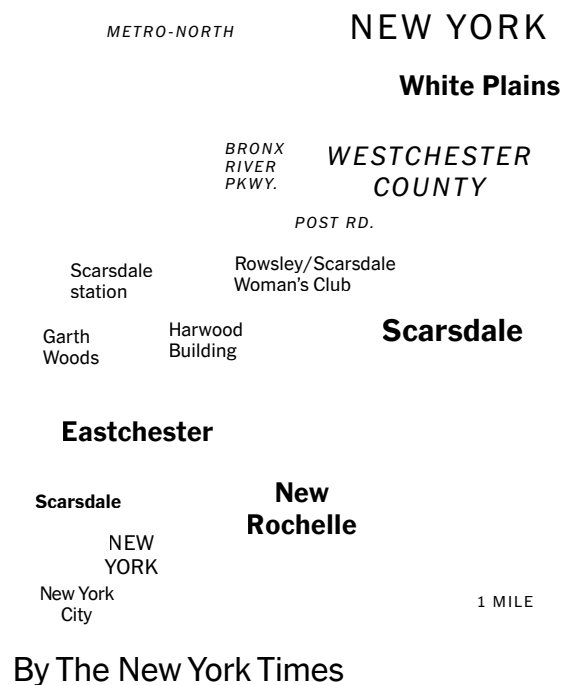 METRO-NORTH
NEW YORK
White Plains
BRONX
RIVER
PKWY.
WESTCHESTER
COUNTY
POST RD.
Scarsdale
station
Rowsley/Scarsdale
Woman's Club
Garth
Woods
Harwood
Building
Scarsdale
Eastchester
Scarsdale
New
Rochelle
NEW
YORK
New York
City
1 MILE
By The New York Times